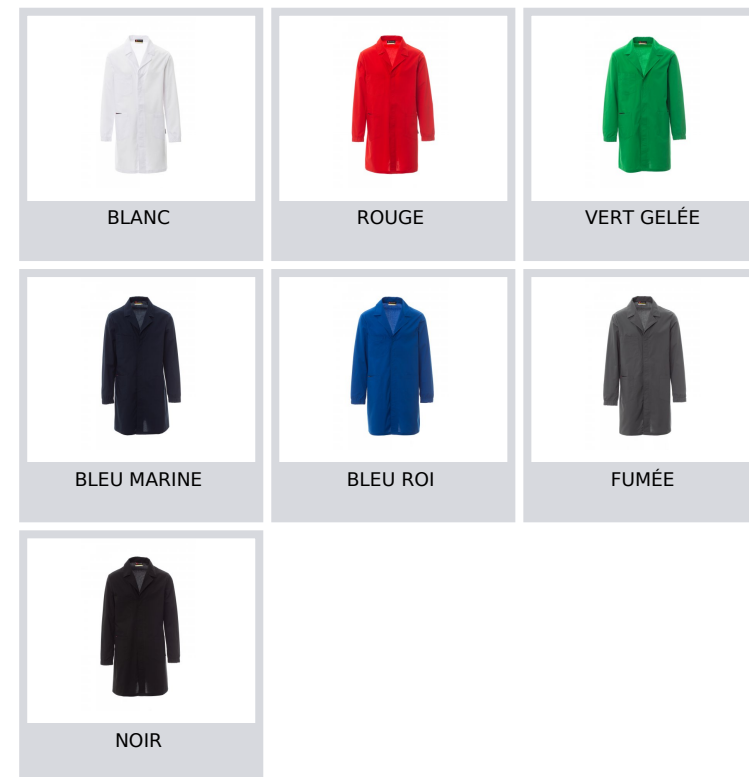 BLANC
ROUGE
VERT GELÉE
BLEU MARINE
BLEU ROI
FUMÉE
NOIR